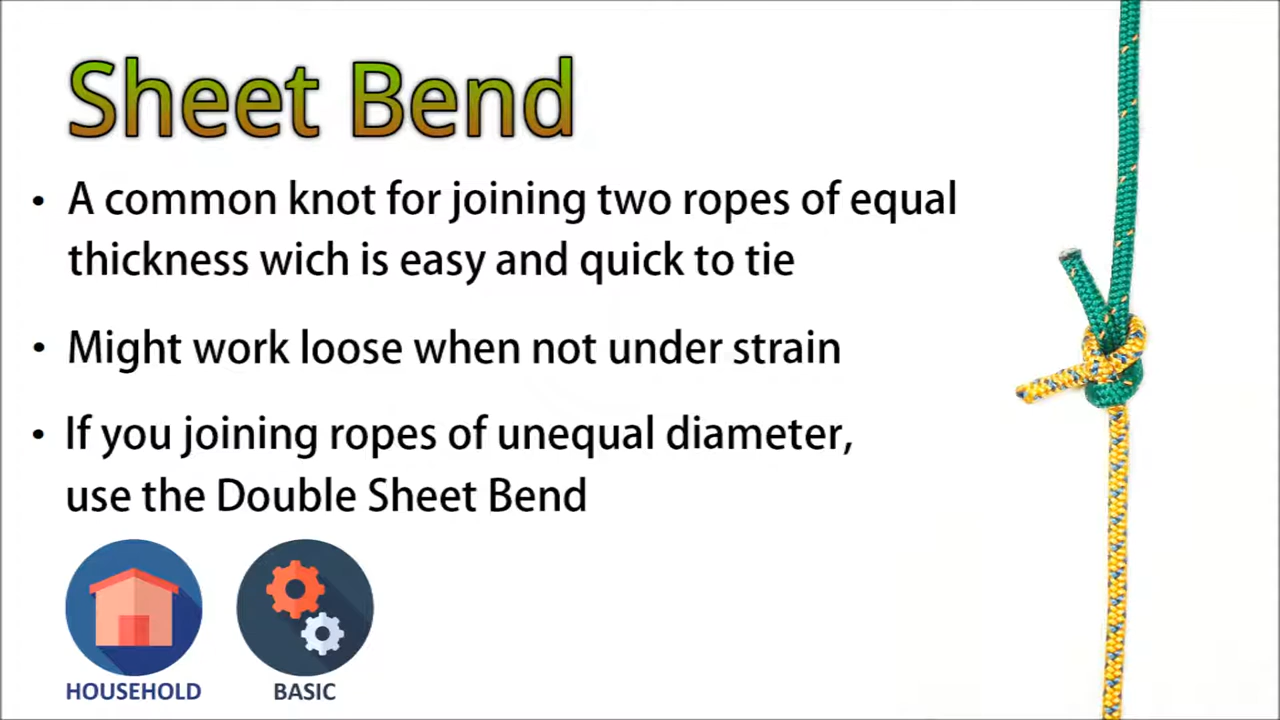 Sheet Bend
• A common knot for joining two ropes of equal
thickness wich is easy and quick to tie
• Might work loose when not under strain
• If you joining ropes of unequal diameter,
use the Double Sheet Bend
HOUSEHOLD BASIC